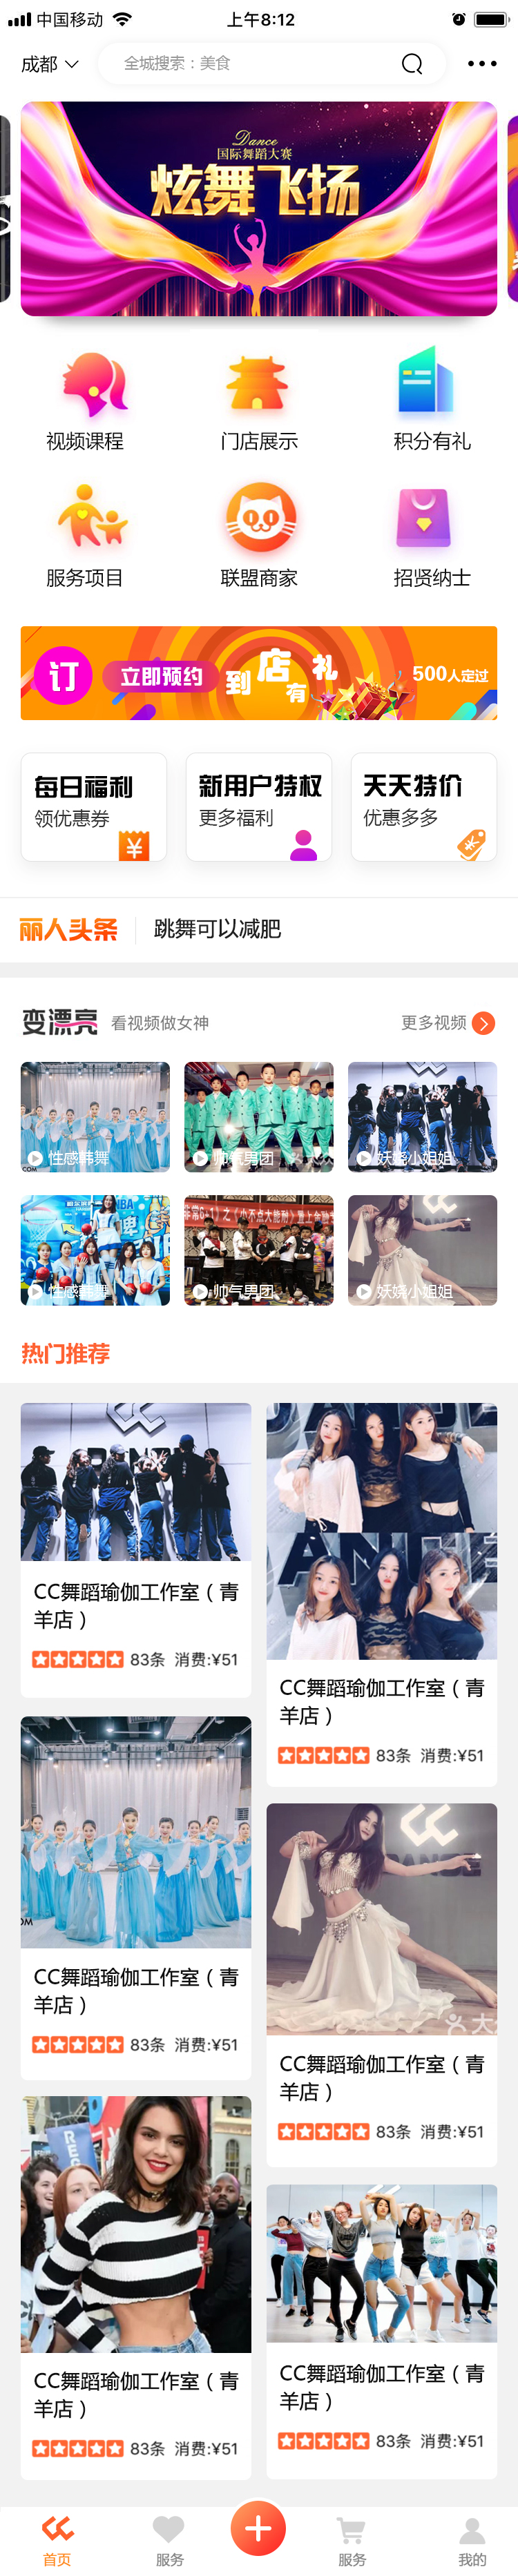 中国移动
上午8:12
成都
全城搜索：美食
Dance
国际舞蹈大赛
炫舞飞扬
视频课程
门店展示
积分有礼
服务项目
联盟商家
招贤纳士
订
立即预约
到店有礼
500人定过
每日福利
领优惠券
新用户特权
更多福利
天天特价
优惠多多
丽人头条
跳舞可以减肥
变漂亮
看视频做女神
更多视频
性感韩舞
帅气男团
妖娆小姐姐
性感韩舞
帅气男团
妖娆小姐姐
热门推荐
CC舞蹈瑜伽工作室（青
羊店）
83条 消费:¥51
CC舞蹈瑜伽工作室（青
羊店）
83条 消费:¥51
CC舞蹈瑜伽工作室（青
羊店）
83条 消费:¥51
CC舞蹈瑜伽工作室（青
羊店）
83条 消费:¥51
CC舞蹈瑜伽工作室（青
羊店）
83条 消费:¥51
CC舞蹈瑜伽工作室（青
羊店）
83条 消费:¥51
首页
服务
服务
我的